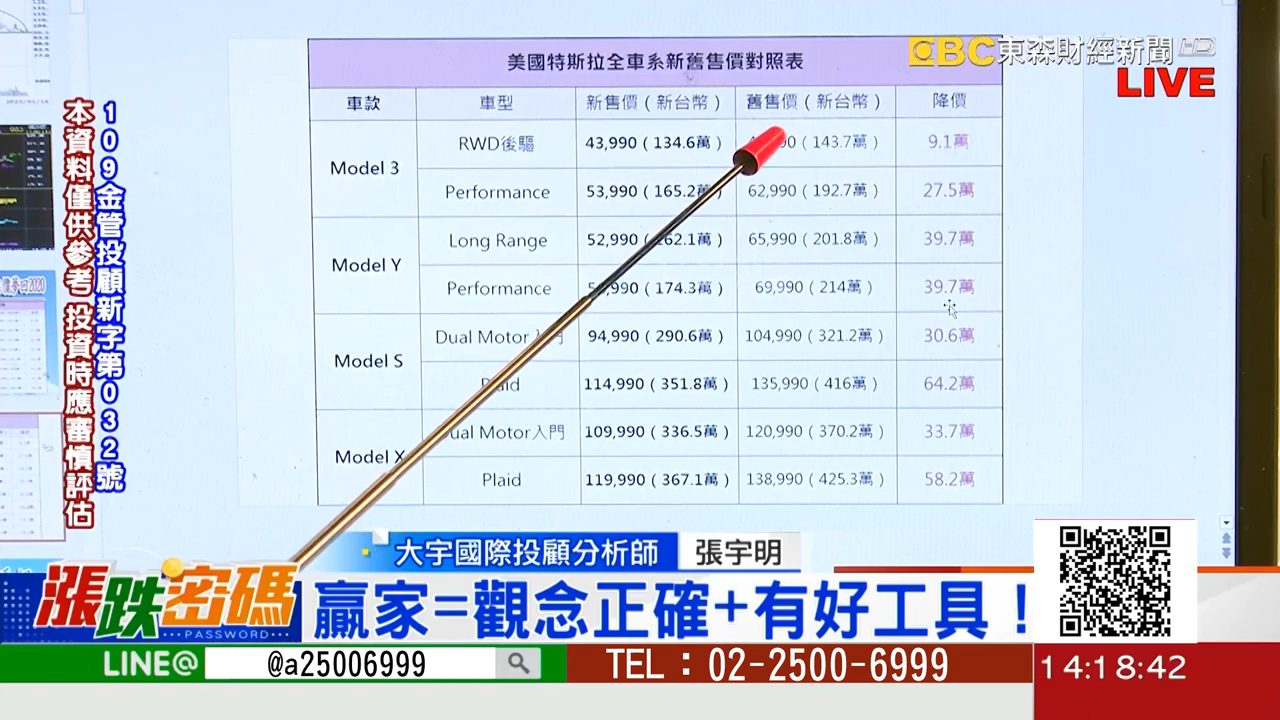 美國特斯拉全車系新舊售價對照表
EBC 東森財經新聞 HD
LIVE
車款 車型 新售價(新台幣) 舊售價(新台幣) 降價
Model 3 RWD後驅 43,990(134.6萬) (143.7萬) 9.1萬
Performance 53,990(165.2萬) 62,990(192.7萬) 27.5萬
Model Y Long Range 52,990 65,990(201.8萬) 39.7萬
Performance (174.3萬) 69,990(214萬) 39.7萬
Model S Dual Motor 94,990(290.6萬) 104,990(321.2萬) 30.6萬
Plaid 114,990(351.8萬) 135,990(416萬) 64.2萬
Model X Dual Motor入門 109,990(336.5萬) 120,990(370.2萬) 33.7萬
Plaid 119,990(367.1萬) 138,990(425.3萬) 58.2萬
109金管投顧新字第032號
本資料僅供參考 投資時應審慎評估
大宇國際投顧分析師 張宇明
漲跌密碼
PASSWORD
贏家=觀念正確+有好工具!
LINE@ @a25006999 TEL:02-2500-6999
14:18:42